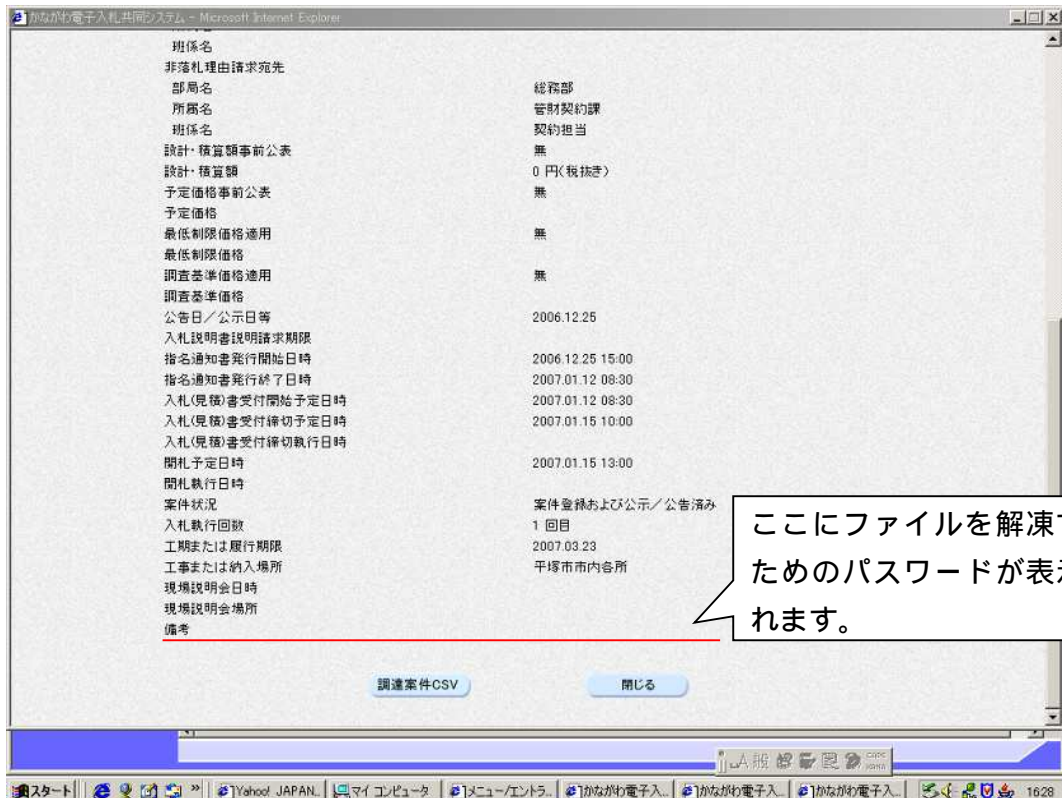 かながわ電子入札共同システム - Microsoft Internet Explorer
班係名
非落札理由請求宛先
部局名 総務部
所属名 管財契約課
班係名 契約担当
設計・積算額事前公表 無
設計・積算額 0 円(税抜き)
予定価格事前公表 無
予定価格
最低制限価格適用 無
最低制限価格
調査基準価格適用 無
調査基準価格
公告日/公示日等 2006.12.25
入札説明書説明請求期限
指名通知書発行開始日時 2006.12.25 15:00
指名通知書発行終了日時 2007.01.12 08:30
入札(見積)書受付開始予定日時 2007.01.12 08:30
入札(見積)書受付締切予定日時 2007.01.15 10:00
入札(見積)書受付締切執行日時
開札予定日時 2007.01.15 13:00
開札執行日時
案件状況 案件登録および公示/公告済み
入札執行回数 1 回目
工期または履行期限 2007.03.23
工事または納入場所 平塚市市内各所
現場説明会日時
現場説明会場所
備考
ここにファイルを解凍
ためのパスワードが表示
れます。
調達案件CSV 閉じる
A 般 CAPS KANA
スタート » Yahoo! JAPAN... マイ コンピュータ メニュー/エントラ... かながわ電子入... かながわ電子入... かながわ電子入... 1628